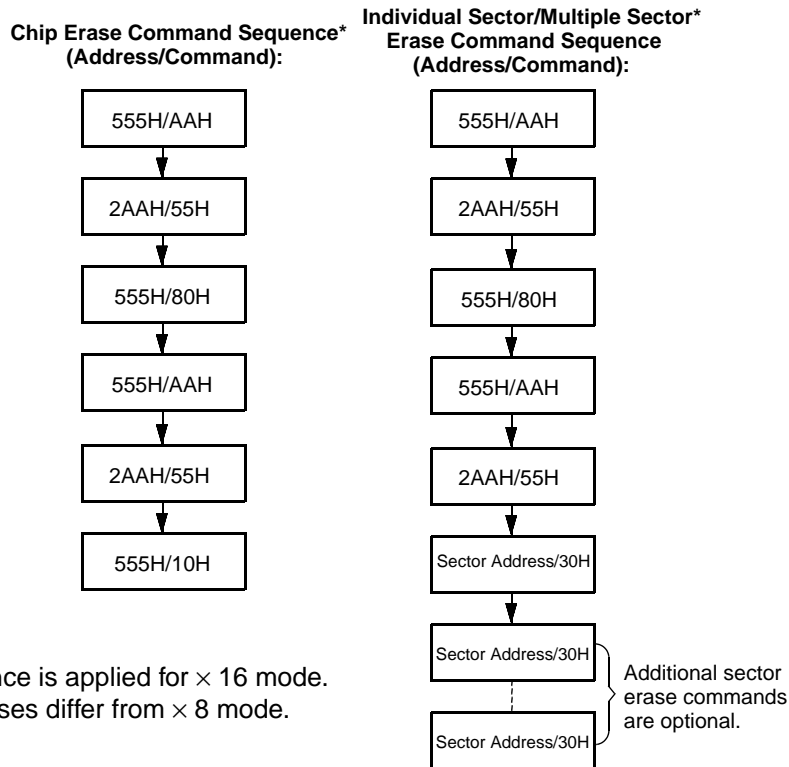 Chip Erase Command Sequence*
(Address/Command):
555H/AAH
2AAH/55H
555H/80H
555H/AAH
2AAH/55H
555H/10H
Individual Sector/Multiple Sector*
Erase Command Sequence
(Address/Command):
555H/AAH
2AAH/55H
555H/80H
555H/AAH
2AAH/55H
Sector Address/30H
Sector Address/30H
Sector Address/30H
Additional sector
erase commands
are optional.
is applied for × 16 mode.
differ from × 8 mode.